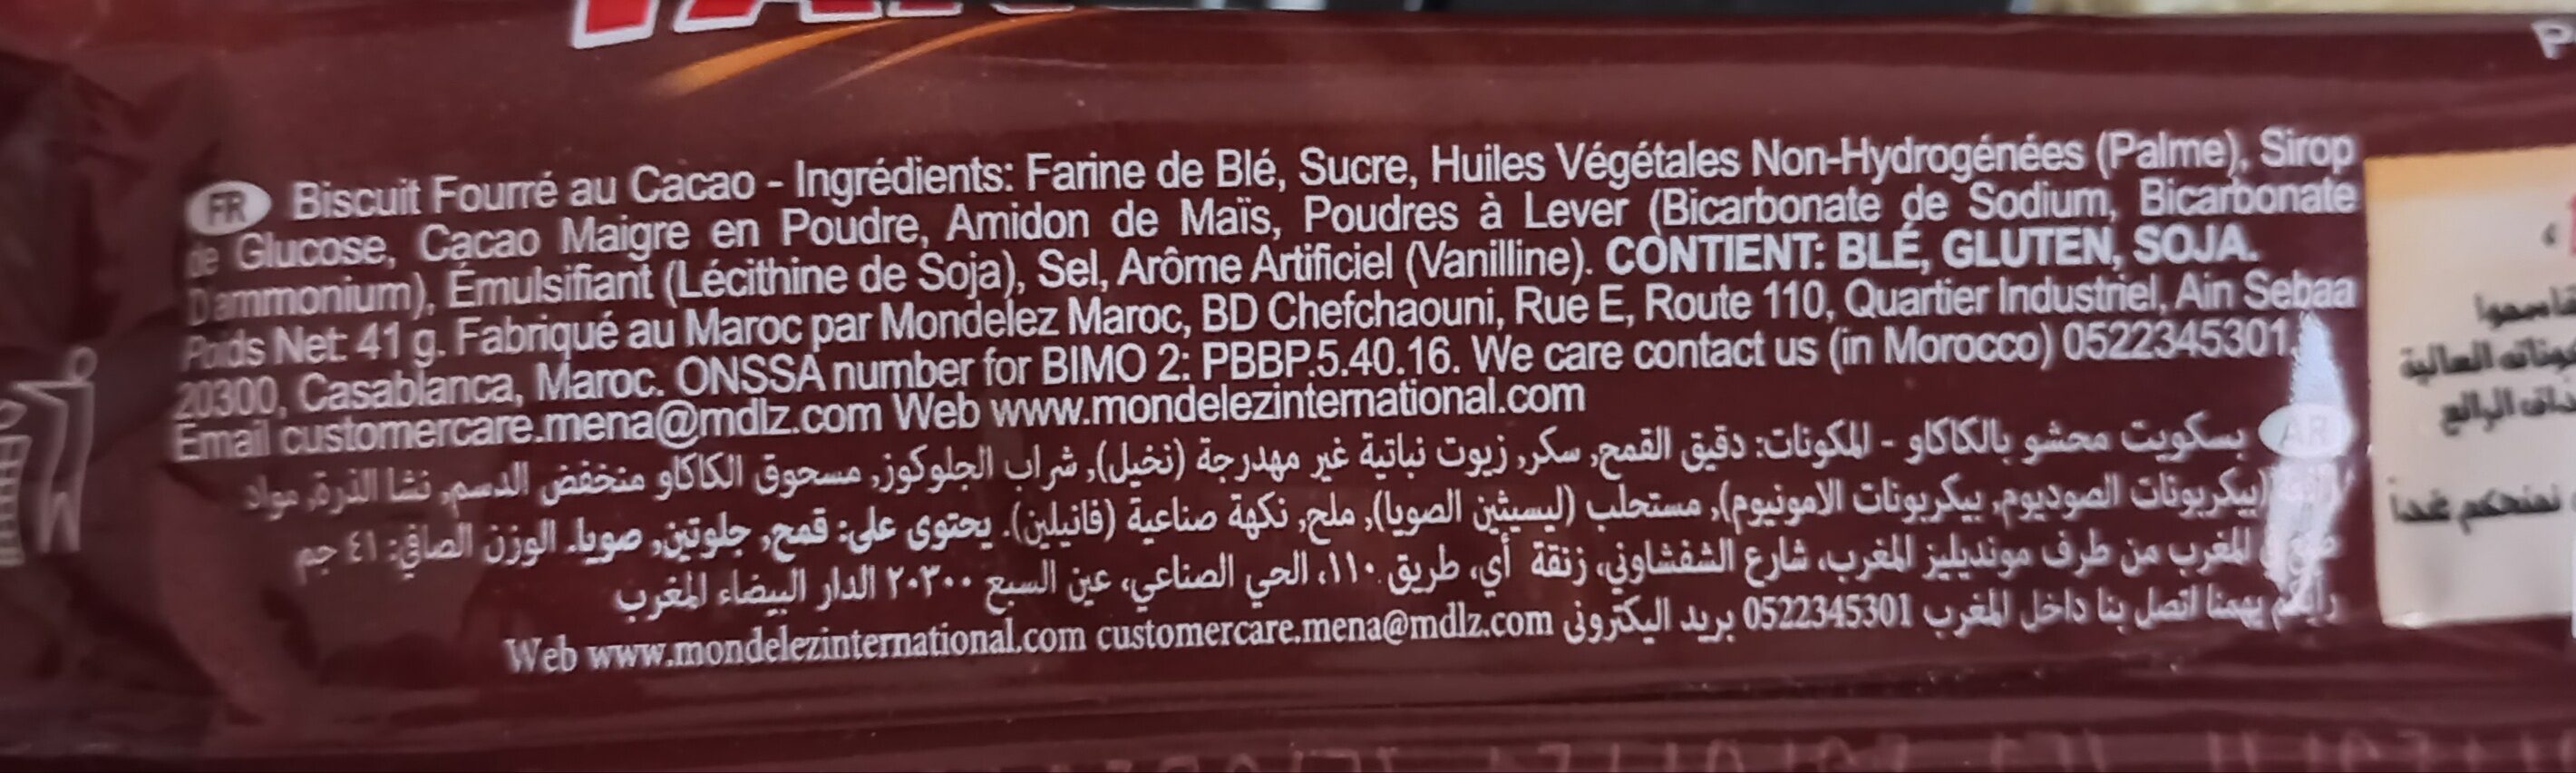 FR Biscuit Fourré au Cacao - Ingrédients: Farine de Blé, Sucre, Huiles Végétales Non-Hydrogénées (Palme), Sirop
de Glucose, Cacao Maigre en Poudre, Amidon de Maïs, Poudres à Lever (Bicarbonate de Sodium, Bicarbonate
D'ammonium), Émulsifiant (Lécithine de Soja), Sel, Arôme Artificiel (Vanilline). CONTIENT: BLÉ, GLUTEN, SOJA.
Poids Net: 41 g. Fabriqué au Maroc par Mondelez Maroc, BD Chefchaouni, Rue E, Route 110, Quartier Industriel, Ain Sebaa
20300, Casablanca, Maroc. ONSSA number for BIMO 2: PBBP.5.40.16. We care contact us (in Morocco) 0522345301.
Email customercare.mena@mdlz.com Web www.mondelezinternational.com
AR بسكويت محشو بالكاكاو - المكونات: دقيق القمح, سكر, زيوت نباتية غير مهدرجة (نخيل), شراب الجلوكوز, مسحوق الكاكاو منخفض الدسم, نشا الذرة, مواد
(بيكربونات الصوديوم, بيكربونات الامونيوم), مستحلب (ليسيثين الصويا), ملح, نكهة صناعية (فانيلين). يحتوى على: قمح, جلوتين, صويا. الوزن الصافي: ٤١ جم
المغرب من طرف مونديليز المغرب، شارع الشفشاوني، زنقة أي، طريق ١١٠، الحي الصناعي، عين السبع ٢٠٣٠٠ الدار البيضاء المغرب
رأيكم يهمنا اتصل بنا داخل المغرب 0522345301 بريد اليكترونى customercare.mena@mdlz.com Web www.mondelezinternational.com